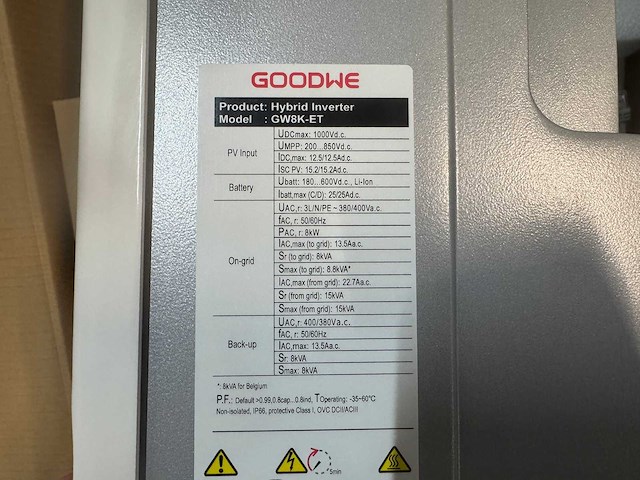 GOODWE
Product: Hybrid Inverter
Model : GW8K-ET
PV Input
UDCmax: 1000Vd.c.
UMPP: 200...850Vd.c.
IDC,max: 12.5/12.5Ad.c.
ISC PV: 15.2/15.2Ad.c.
Battery
Ubatt: 180...600Vd.c., Li-Ion
Ibatt,max (C/D): 25/25Ad.c.
On-grid
UAC,r: 3L/N/PE ~ 380/400Va.c.
fAC, r: 50/60Hz
PAC, r: 8kW
IAC,max (to grid): 13.5Aa.c.
Sr (to grid): 8kVA
Smax (to grid): 8.8kVA*
IAC,max (from grid): 22.7Aa.c.
Sr (from grid): 15kVA
Smax (from grid): 15kVA
Back-up
UAC,r: 400/380Va.c.
fAC, r: 50/60Hz
IAC, max: 13.5Aa.c.
Sr: 8kVA
Smax: 8kVA
*: 8kVA for Belgium
P.F.: Default >0.99,0.8cap...0.8ind, TOperating: -35~60°C
Non-isolated, IP66, protective Class I, OVC DCII/ACIII
5min